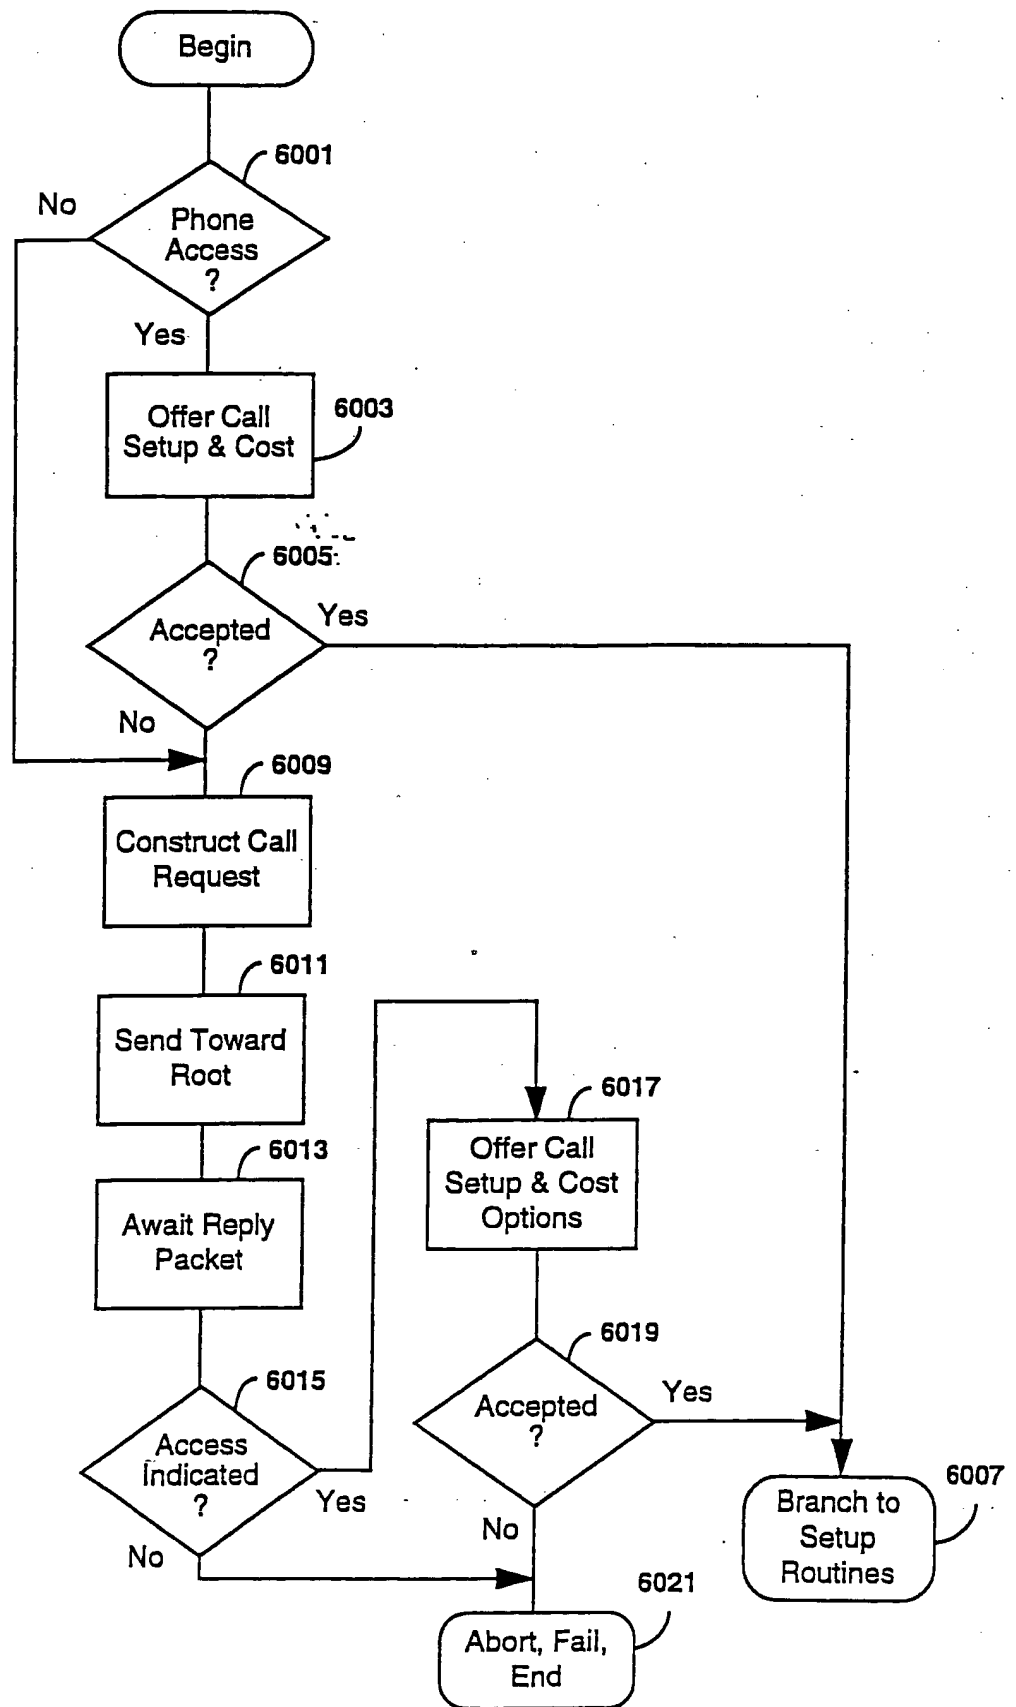 Begin
6001
No
Phone
Access
?
Yes
Offer Call
Setup & Cost
6003
6005
Accepted
?
Yes
No
6009
Construct Call
Request
6011
Send Toward
Root
6013
Await Reply
Packet
6015
Access
Indicated
?
Yes
No
6017
Offer Call
Setup & Cost
Options
6019
Accepted
?
Yes
No
6007
Branch to
Setup
Routines
6021
Abort, Fail,
End